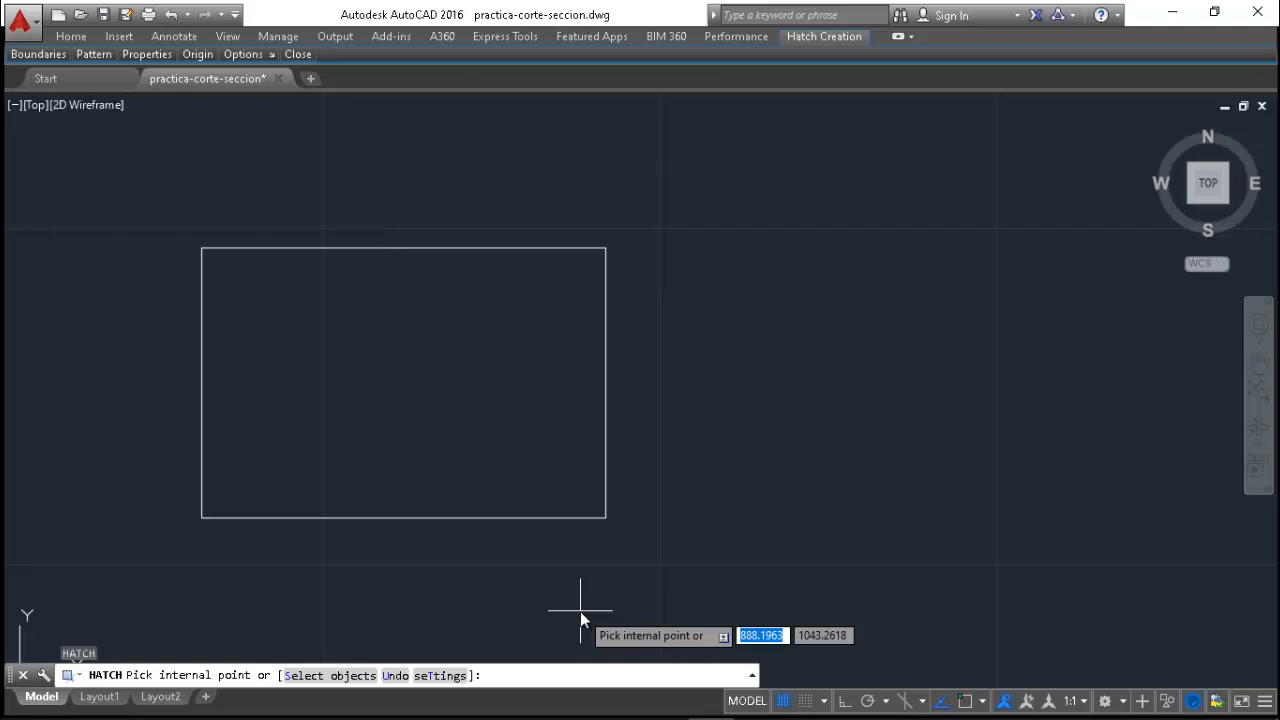 Autodesk AutoCAD 2016 practica-corte-seccion.dwg
Type a keyword or phrase
Sign In
Home Insert Annotate View Manage Output Add-ins A360 Express Tools Featured Apps BIM 360 Performance Hatch Creation
Boundaries Pattern Properties Origin Options Close
Start practica-corte-seccion*
[−][Top][2D Wireframe]
N
W TOP E
S
WCS
Y
Pick internal point or 888.1963 1043.2618
HATCH
HATCH Pick internal point or [Select objects Undo seTtings]:
Model Layout1 Layout2 +
MODEL 1:1